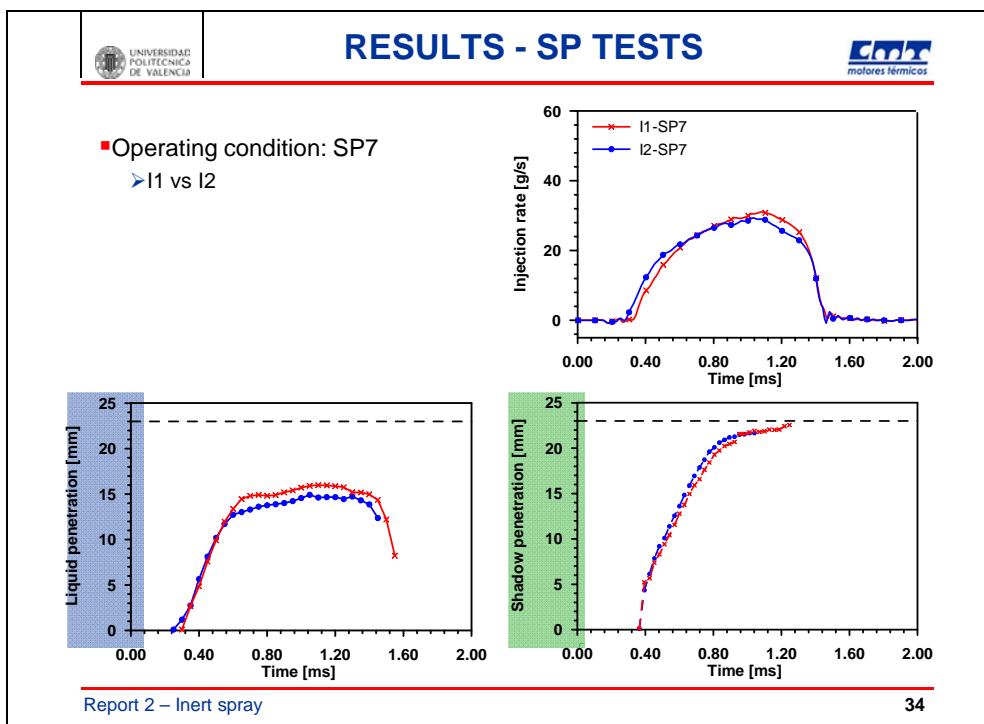 UNIVERSIDAD
POLITECNICA
DE VALENCIA
RESULTS - SP TESTS
CMT
motores térmicos
Operating condition: SP7
I1 vs I2
I1-SP7
I2-SP7
Injection rate [g/s]
60
40
20
0
0.00 0.40 0.80 1.20 1.60 2.00
Time [ms]
Liquid penetration [mm]
25
20
15
10
5
0
0.00 0.40 0.80 1.20 1.60 2.00
Time [ms]
Shadow penetration [mm]
25
20
15
10
5
0
0.00 0.40 0.80 1.20 1.60 2.00
Time [ms]
Report 2 – Inert spray
34